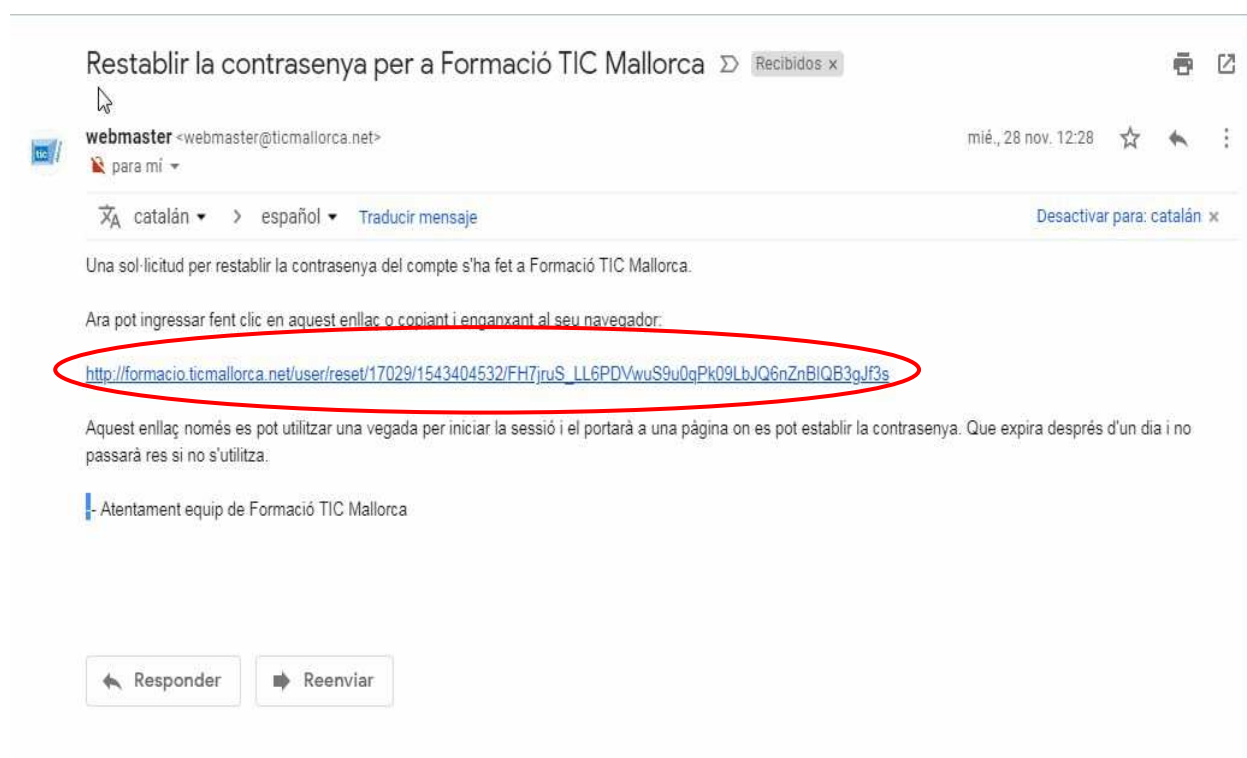 Restablir la contrasenya per a Formació TIC Mallorca Recibidos x
webmaster <webmaster@ticmallorca.net> mié., 28 nov. 12:28
tic
para mí
catalán > español Traducir mensaje Desactivar para: catalán x
Una sol·licitud per restablir la contrasenya del compte s'ha fet a Formació TIC Mallorca.
Ara pot ingressar fent clic en aquest enllaç o copiant i enganxant al seu navegador:
http://formacio.ticmallorca.net/user/reset/17029/1543404532/FH7jruS_LL6PDVwuS9u0qPk09LbJQ6nZnBIQB3gJf3s
Aquest enllaç només es pot utilitzar una vegada per iniciar la sessió i el portarà a una pàgina on es pot establir la contrasenya. Que expira després d'un dia i no
passarà res si no s'utilitza.
-- Atentament equip de Formació TIC Mallorca
Responder Reenviar